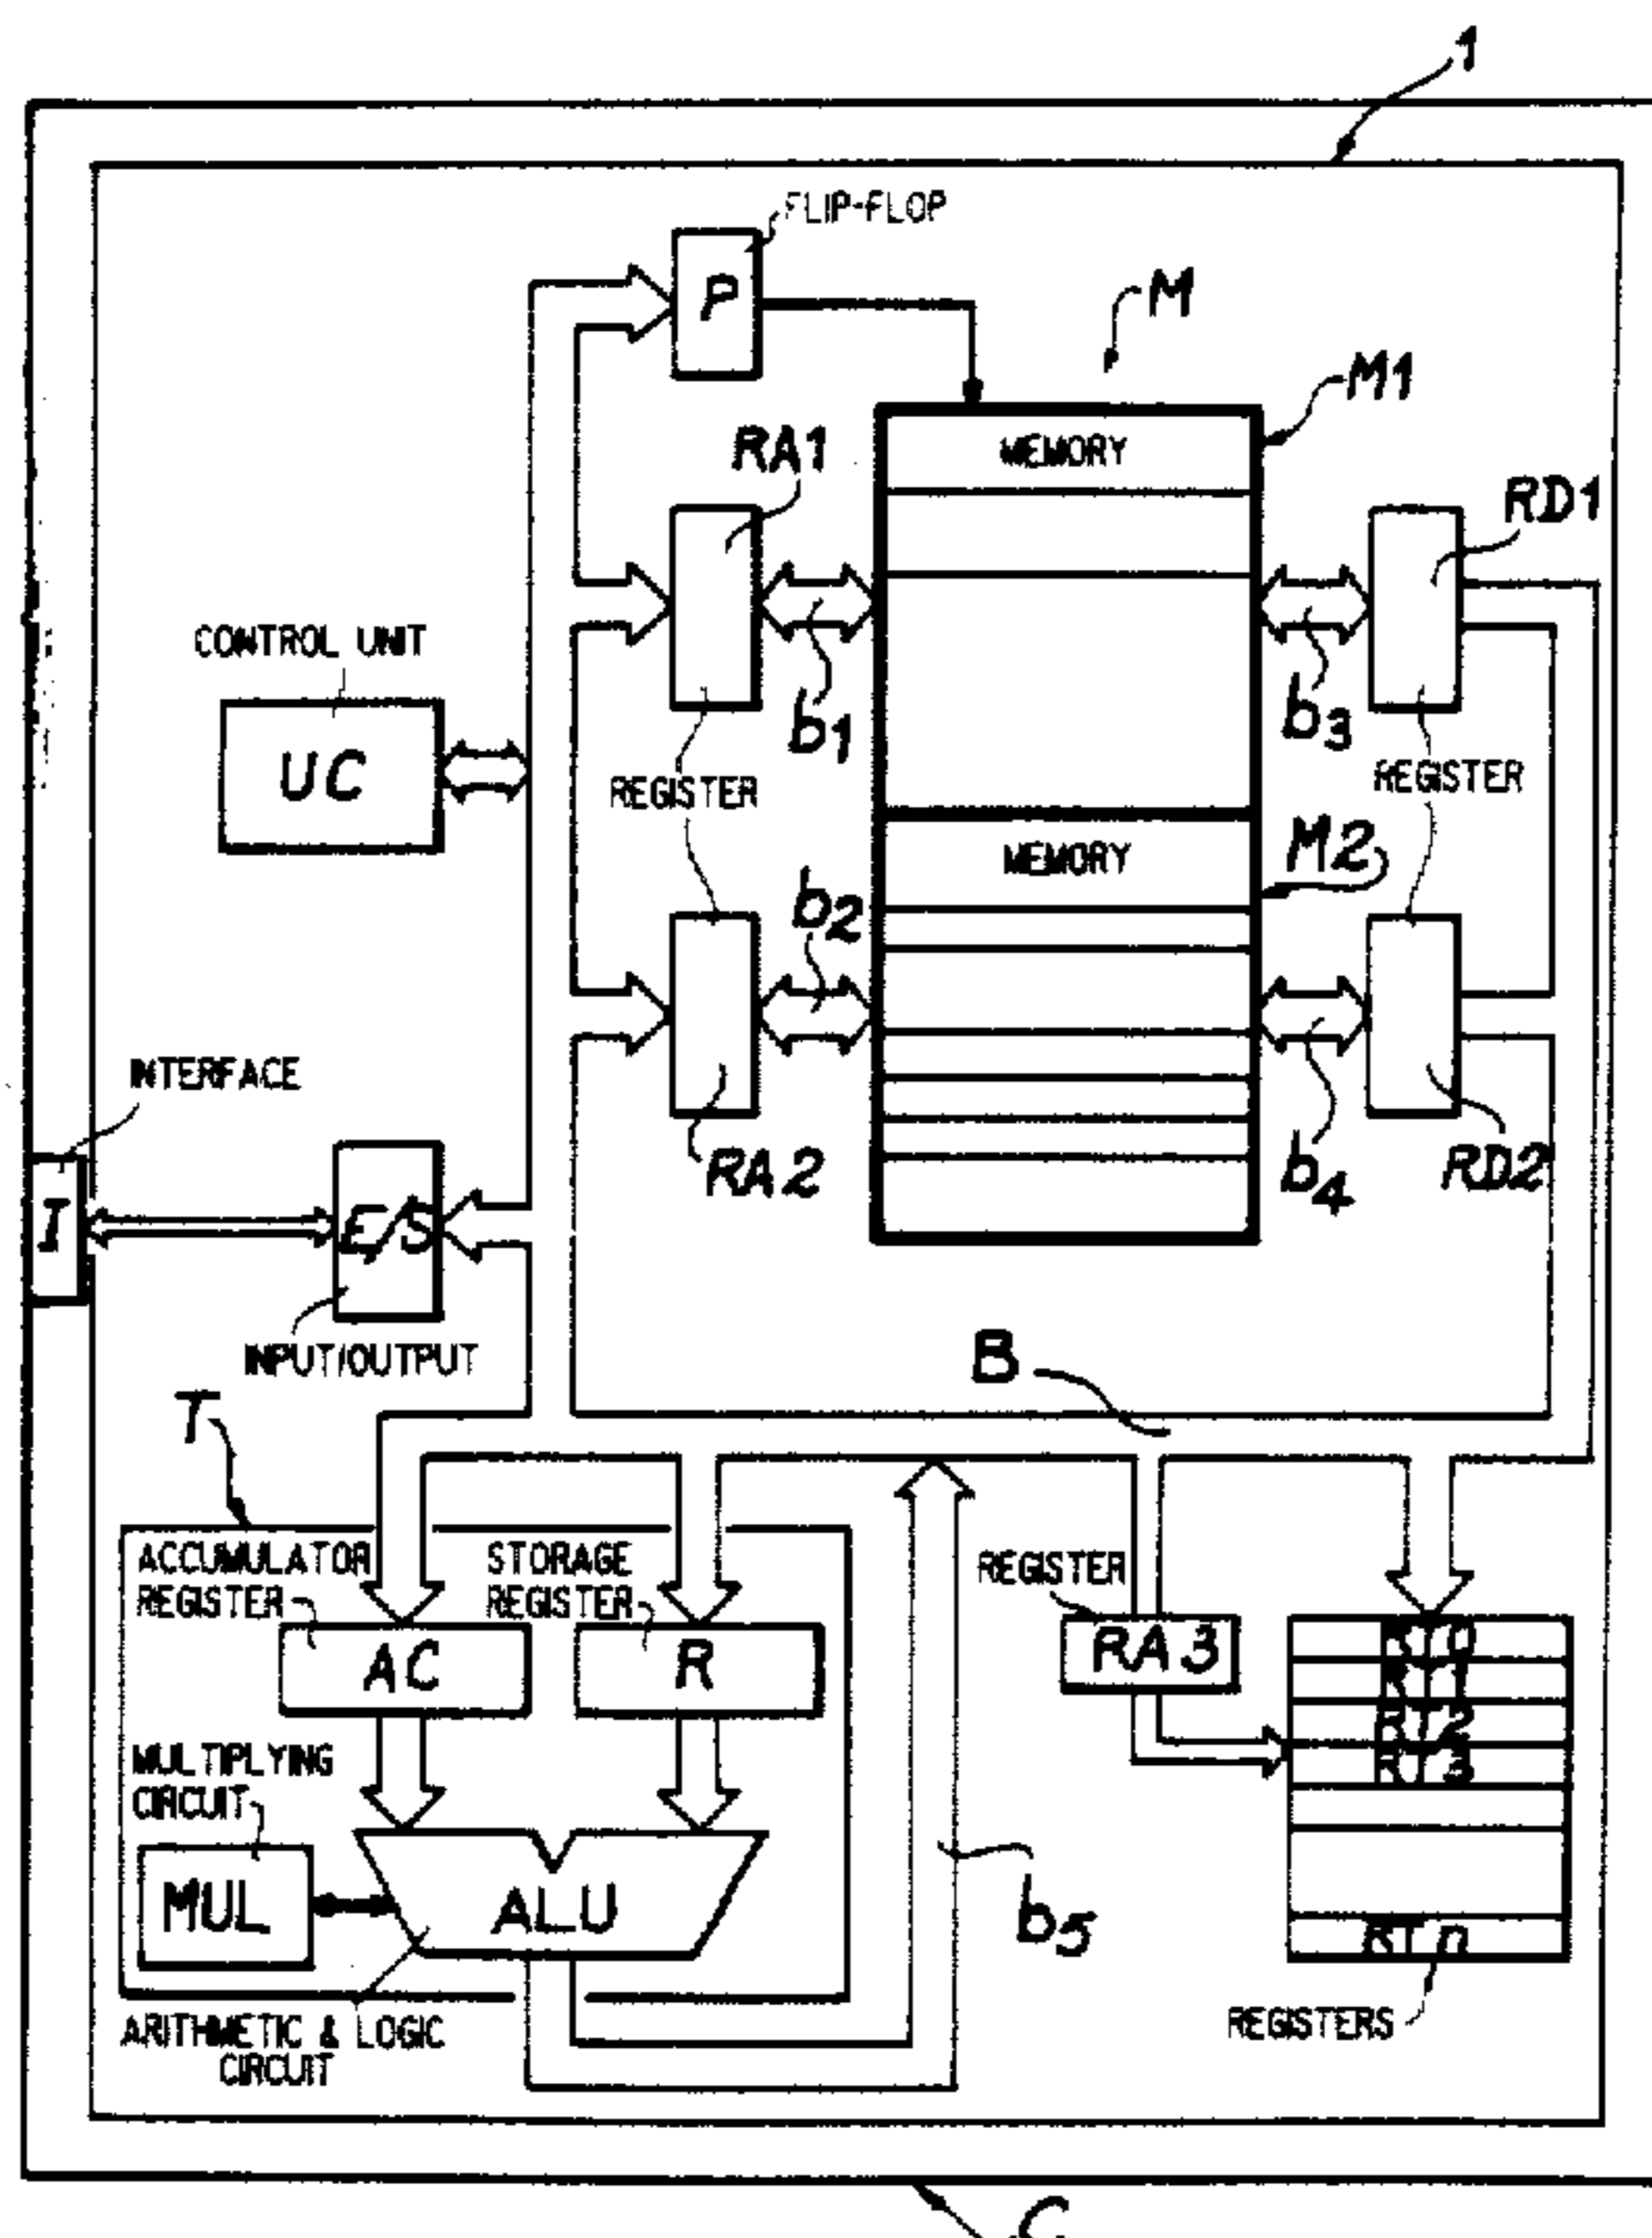 1
FLIP-FLOP
P
M
M1
MEMORY
RA1
RD1
CONTROL UNIT
b1
b3
UC
REGISTER
REGISTER
MEMORY
M2
b2
INTERFACE
RA2
b4
RD2
I
E/S
INPUT/OUTPUT
B
T
ACCUMULATOR
REGISTER
STORAGE
REGISTER
REGISTER
AC
R
RA3
RT0
RT1
RT2
RT3
MULTIPLYING
CIRCUIT
MUL
ALU
b5
RTn
ARITHMETIC & LOGIC
CIRCUIT
REGISTERS
C